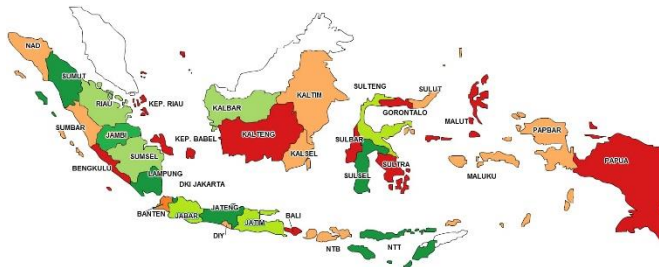 NAD
SUMUT
RIAU
KEP. RIAU
SUMBAR
JAMBI
KEP. BABEL
SUMSEL
BENGKULU
LAMPUNG
DKI JAKARTA
BANTEN
JABAR
JATENG
DIY
JATIM
BALI
NTB
NTT
KALBAR
KALTENG
KALTIM
KALSEL
SULTENG
SULUT
GORONTALO
SULBAR
SULSEL
SULTRA
MALUT
MALUKU
PAPBAR
PAPUA